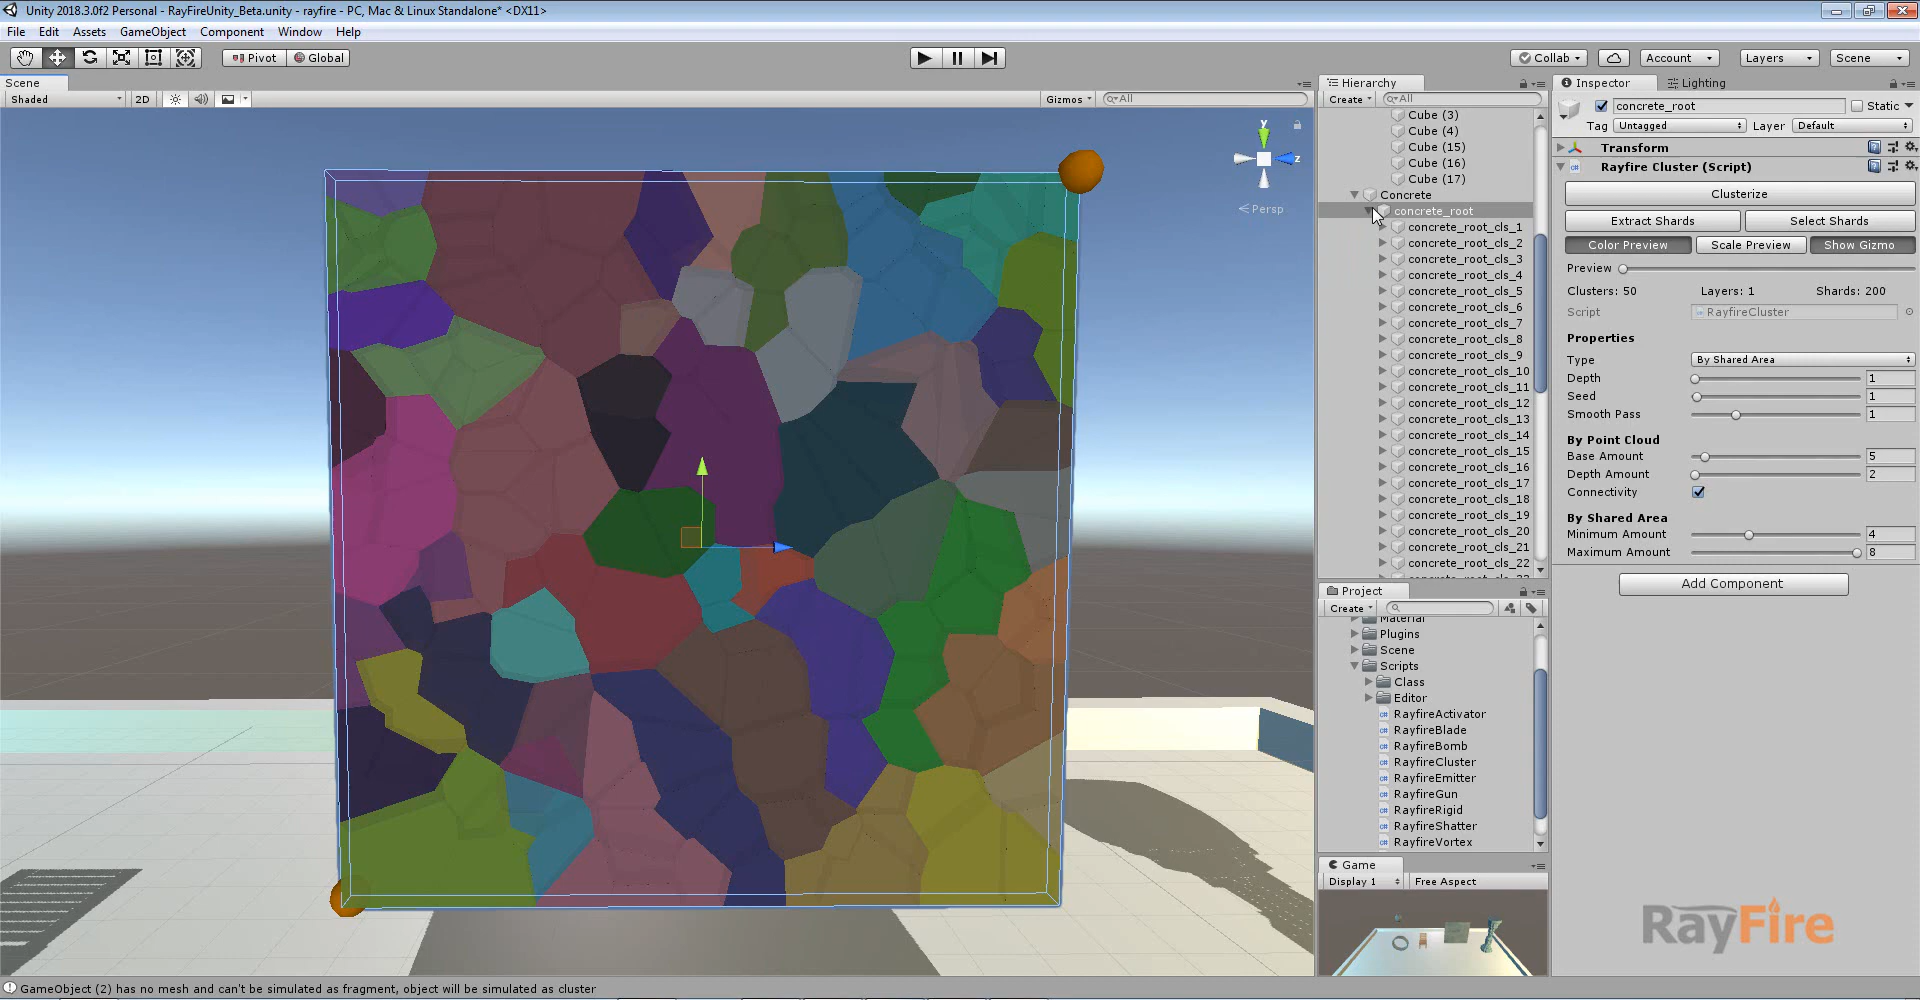 Unity 2018.3.0f2 Personal - RayFireUnity_Beta.unity - rayfire - PC, Mac & Linux Standalone* <DX11>
File Edit Assets GameObject Component Window Help
Pivot Global Collab Account Layers Scene
Scene
Shaded 2D Gizmos All
y
z
Persp
Hierarchy
Create All
Cube (3)
Cube (4)
Cube (15)
Cube (16)
Cube (17)
Concrete
concrete_root
concrete_root_cls_1
concrete_root_cls_2
concrete_root_cls_3
concrete_root_cls_4
concrete_root_cls_5
concrete_root_cls_6
concrete_root_cls_7
concrete_root_cls_8
concrete_root_cls_9
concrete_root_cls_10
concrete_root_cls_11
concrete_root_cls_12
concrete_root_cls_13
concrete_root_cls_14
concrete_root_cls_15
concrete_root_cls_16
concrete_root_cls_17
concrete_root_cls_18
concrete_root_cls_19
concrete_root_cls_20
concrete_root_cls_21
concrete_root_cls_22
Project
Create
Material
Plugins
Scene
Scripts
Class
Editor
RayfireActivator
RayfireBlade
RayfireBomb
RayfireCluster
RayfireEmitter
RayfireGun
RayfireRigid
RayfireShatter
RayfireVortex
Game
Display 1 Free Aspect
Inspector Lighting
concrete_root Static
Tag Untagged Layer Default
Transform
Rayfire Cluster (Script)
Clusterize
Extract Shards Select Shards
Color Preview Scale Preview Show Gizmo
Preview
Clusters: 50 Layers: 1 Shards: 200
Script RayfireCluster
Properties
Type By Shared Area
Depth 1
Seed 1
Smooth Pass 1
By Point Cloud
Base Amount 5
Depth Amount 2
Connectivity
By Shared Area
Minimum Amount 4
Maximum Amount 8
Add Component
RayFire
GameObject (2) has no mesh and can't be simulated as fragment, object will be simulated as cluster